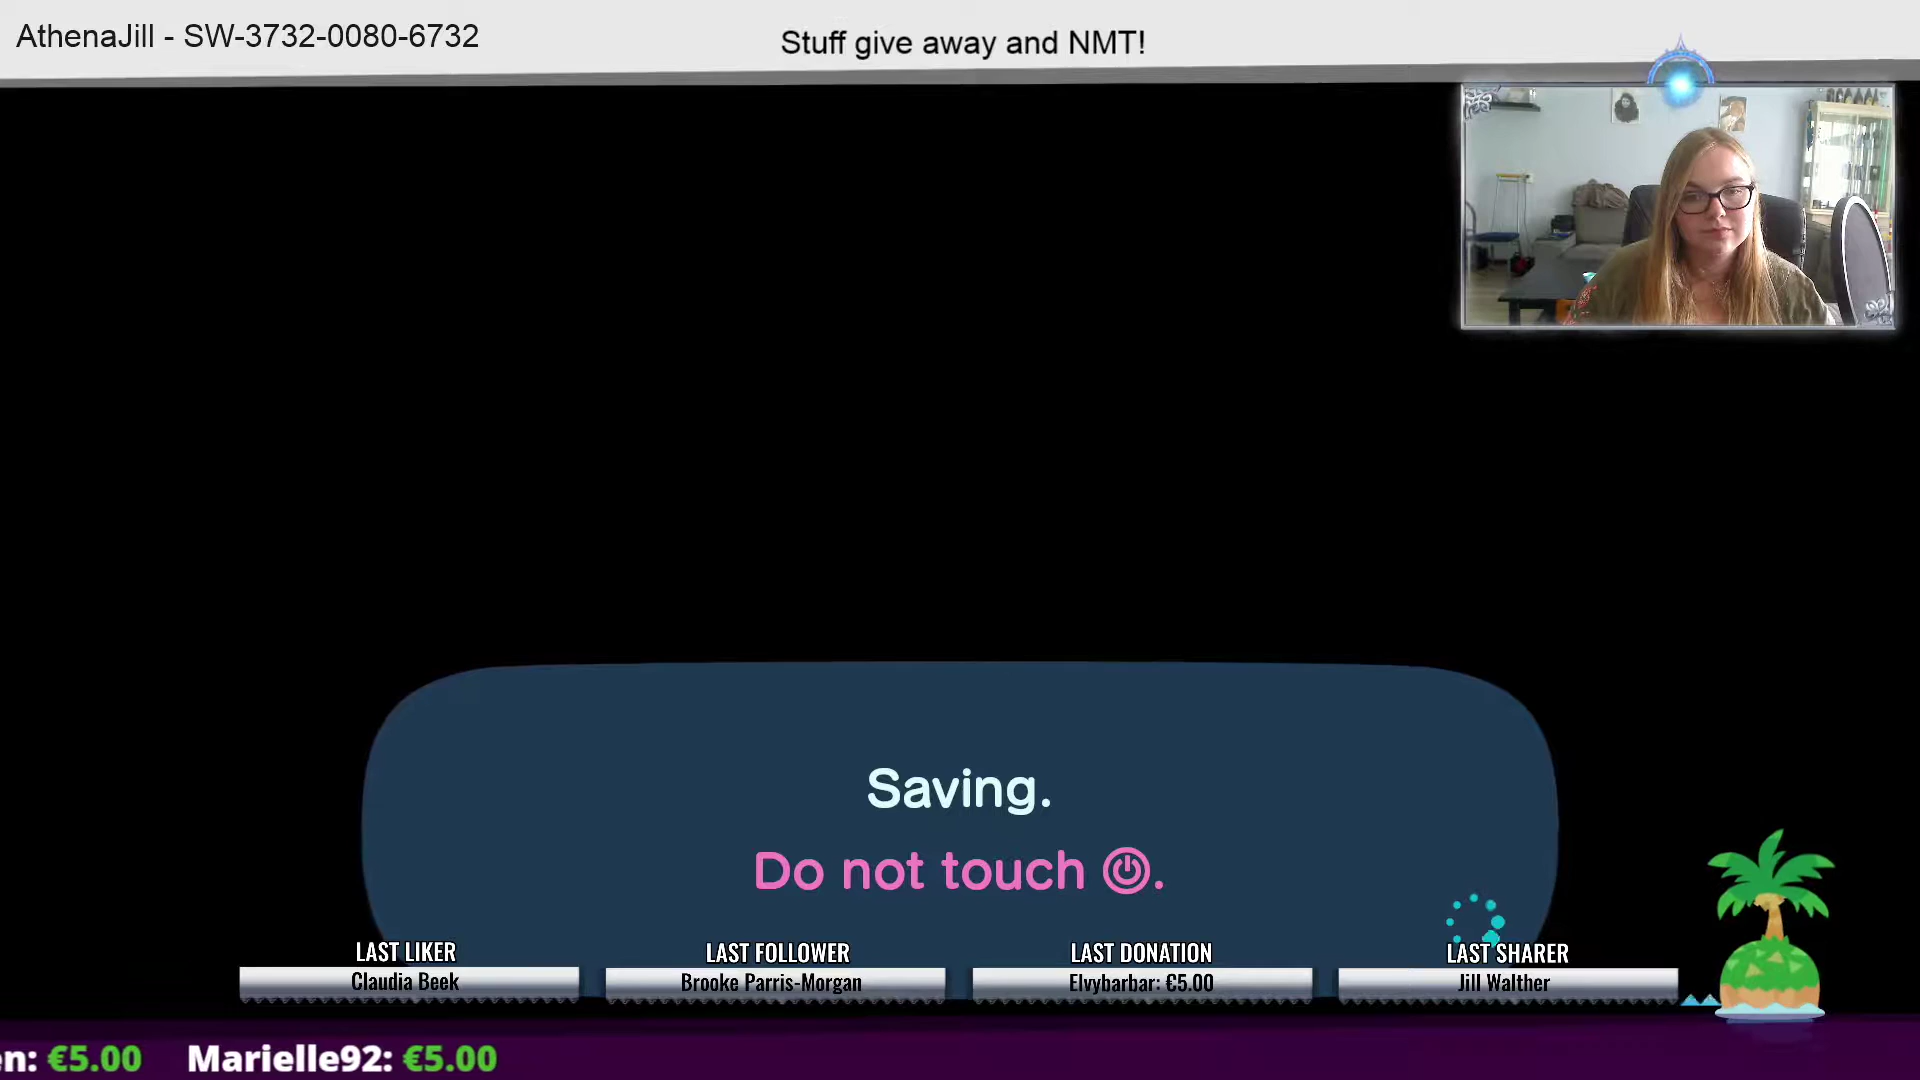 AthenaJill - SW-3732-0080-6732
Stuff give away and NMT!
Saving.
Do not touch ⏻.
LAST LIKER
Claudia Beek
LAST FOLLOWER
Brooke Parris-Morgan
LAST DONATION
Elvybarbar: €5.00
LAST SHARER
Jill Walther
en: €5.00 Marielle92: €5.00